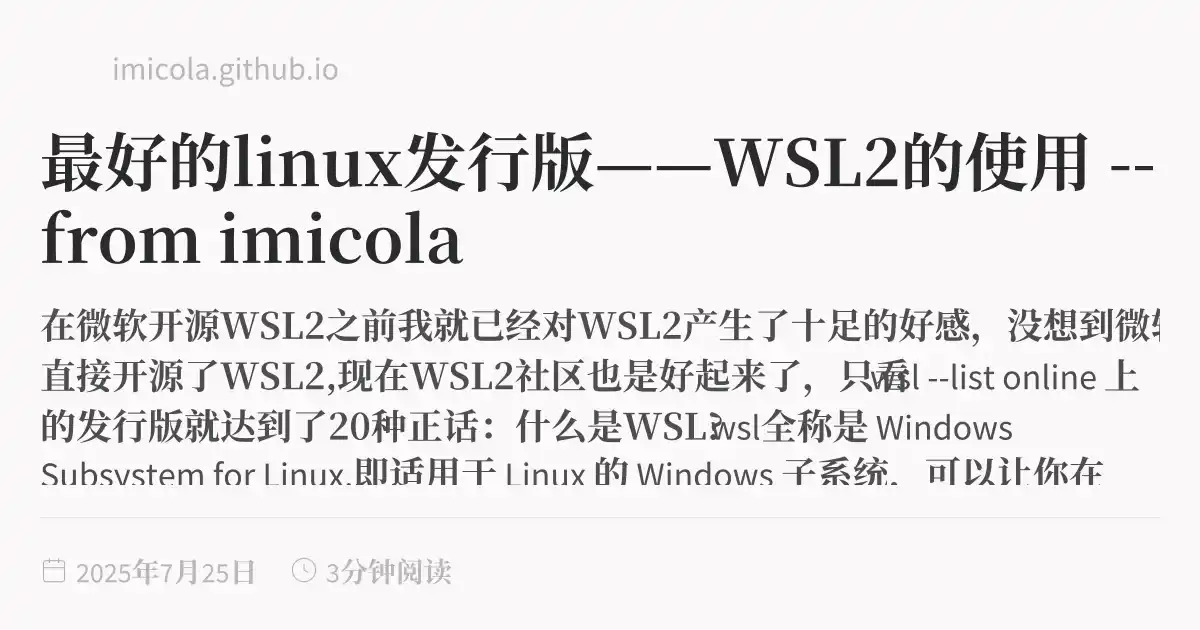 imicola.github.io
最好的linux发行版——WSL2的使用 --
from imicola
在微软开源WSL2之前我就已经对WSL2产生了十足的好感，没想到微软
直接开源了WSL2,现在WSL2社区也是好起来了，只看wsl --list online 上
的发行版就达到了20种正话：什么是WSL?wsl全称是 Windows
Subsystem for Linux,即适用于 Linux 的 Windows 子系统，可以让你在
2025年7月25日
3分钟阅读